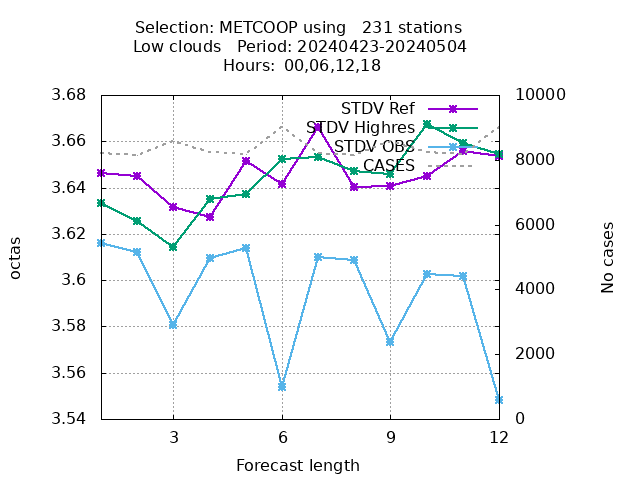 Selection: METCOOP using   231 stations
Low clouds   Period: 20240423-20240504
Hours: 00,06,12,18
STDV Ref
STDV Highres
STDV OBS
CASES
3.68
3.66
3.64
3.62
3.6
3.58
3.56
3.54
10000
8000
6000
4000
2000
0
octas
No cases
3 6 9 12
Forecast length